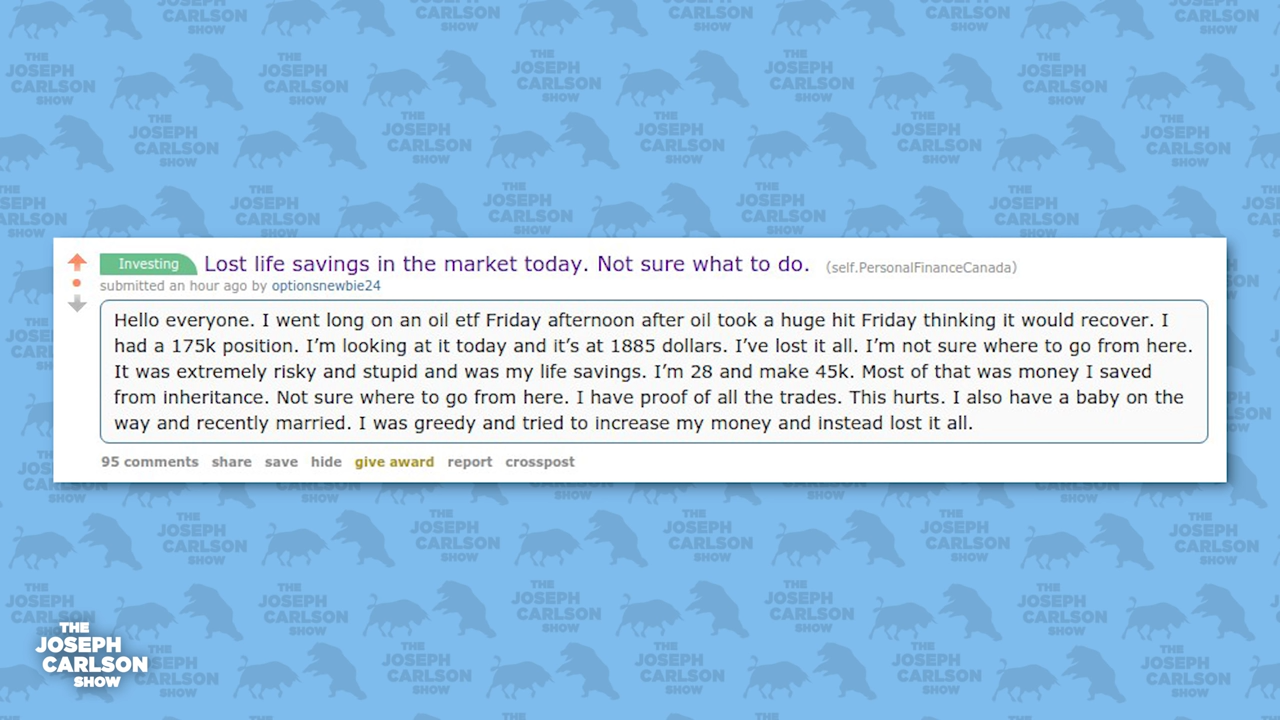 Investing Lost life savings in the market today. Not sure what to do. (self.PersonalFinanceCanada)
submitted an hour ago by optionsnewbie24
Hello everyone. I went long on an oil etf Friday afternoon after oil took a huge hit Friday thinking it would recover. I
had a 175k position. I'm looking at it today and it's at 1885 dollars. I've lost it all. I'm not sure where to go from here.
It was extremely risky and stupid and was my life savings. I'm 28 and make 45k. Most of that was money I saved
from inheritance. Not sure where to go from here. I have proof of all the trades. This hurts. I also have a baby on the
way and recently married. I was greedy and tried to increase my money and instead lost it all.
95 comments share save hide give award report crosspost
THE
JOSEPH
CARLSON
SHOW